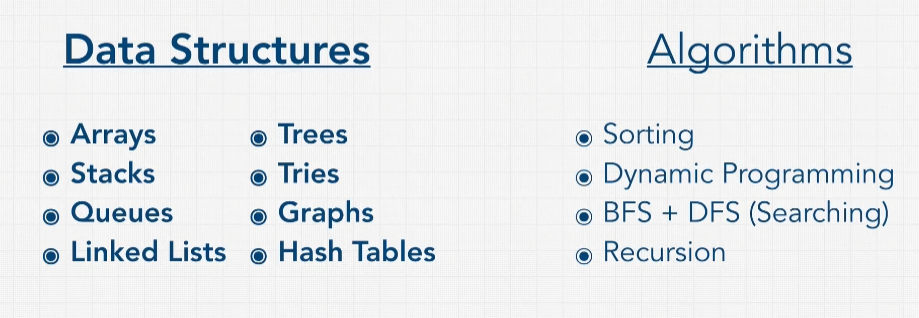 Data Structures
Arrays
Stacks
Queues
Linked Lists
Trees
Tries
Graphs
Hash Tables
Algorithms
Sorting
Dynamic Programming
BFS + DFS (Searching)
Recursion